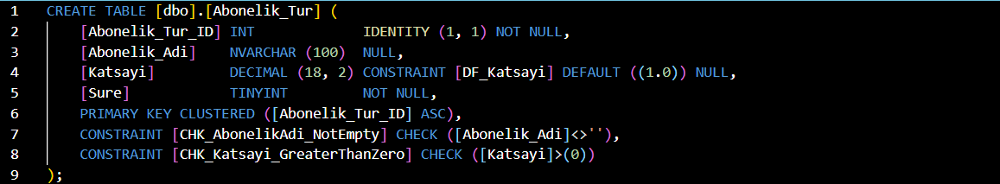 1 CREATE TABLE [dbo].[Abonelik_Tur] (
2     [Abonelik_Tur_ID] INT             IDENTITY (1, 1) NOT NULL,
3     [Abonelik_Adi]    NVARCHAR (100)  NULL,
4     [Katsayi]         DECIMAL (18, 2) CONSTRAINT [DF_Katsayi] DEFAULT ((1.0)) NULL,
5     [Sure]            TINYINT         NOT NULL,
6     PRIMARY KEY CLUSTERED ([Abonelik_Tur_ID] ASC),
7     CONSTRAINT [CHK_AbonelikAdi_NotEmpty] CHECK ([Abonelik_Adi]<>''),
8     CONSTRAINT [CHK_Katsayi_GreaterThanZero] CHECK ([Katsayi]>(0))
9 );